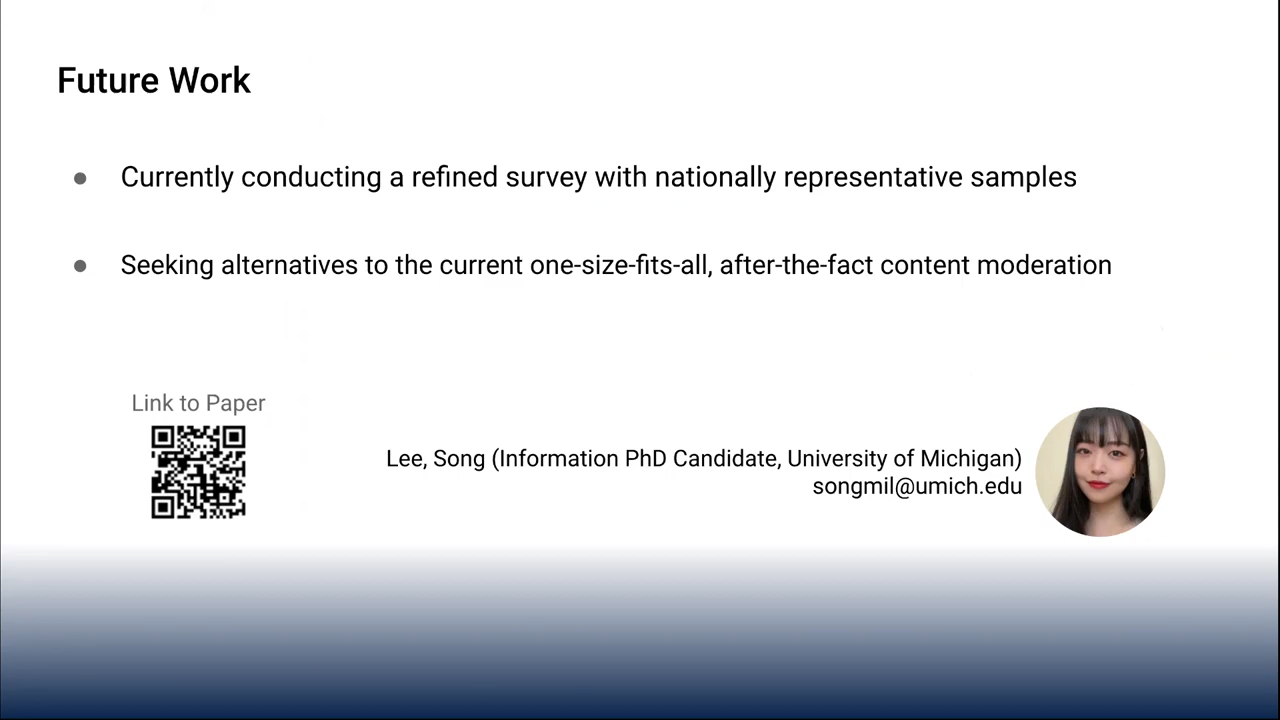 Future Work
● Currently conducting a refined survey with nationally representative samples
● Seeking alternatives to the current one-size-fits-all, after-the-fact content moderation
Link to Paper
Lee, Song (Information PhD Candidate, University of Michigan)
songmil@umich.edu